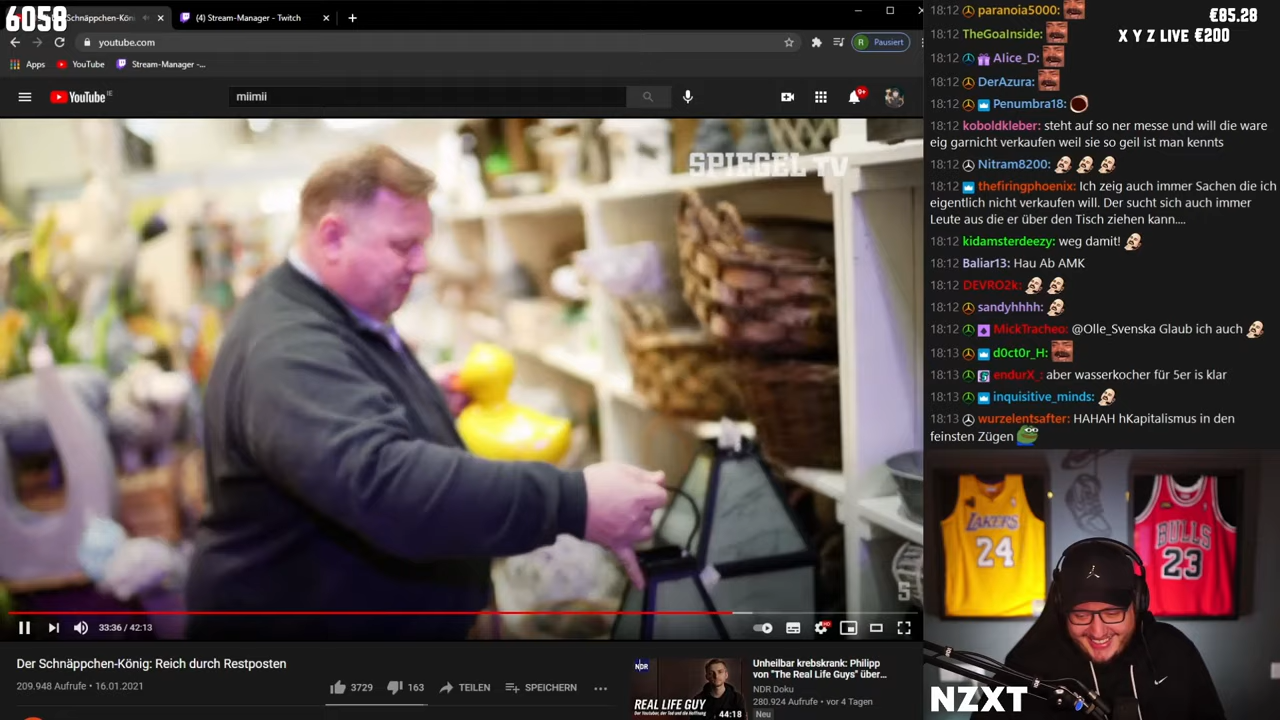 6058
Schnäppchen-Kön
(4) Stream-Manager - Twitch
youtube.com
Pausiert
Apps
YouTube
Stream-Manager -...
YouTube IE
miimii
9+
SPIEGEL TV
33:36 / 42:13
HD
Der Schnäppchen-König: Reich durch Restposten
209.948 Aufrufe • 16.01.2021
3729
163
TEILEN
SPEICHERN
NDR
REAL LIFE GUY
44:18
Unheilbar krebskrank: Philipp
von "The Real Life Guys" über...
NDR Doku
280.924 Aufrufe • vor 4 Tagen
Neu
€85.28
X Y Z LIVE €200
18:12 paranoia5000:
18:12 TheGoaInside:
18:12 Alice_D:
18:12 DerAzura:
18:12 Penumbra18:
18:12 koboldkleber: steht auf so ner messe und will die ware
eig garnicht verkaufen weil sie so geil ist man kennts
18:12 Nitram8200:
18:12 thefiringphoenix: Ich zeig auch immer Sachen die ich
eigentlich nicht verkaufen will. Der sucht sich auch immer
Leute aus die er über den Tisch ziehen kann....
18:12 kidamsterdeezy: weg damit!
18:12 Baliar13: Hau Ab AMK
18:12 DEVRO2k:
18:12 sandyhhhh:
18:12 MickTracheo: @Olle_Svenska Glaub ich auch
18:13 d0ct0r_H:
18:13 endurX_: aber wasserkocher für 5er is klar
18:13 inquisitive_minds:
18:13 wurzelentsafter: HAHAH hKapitalismus in den
feinsten Zügen
LAKERS
24
BULLS
23
NZXT